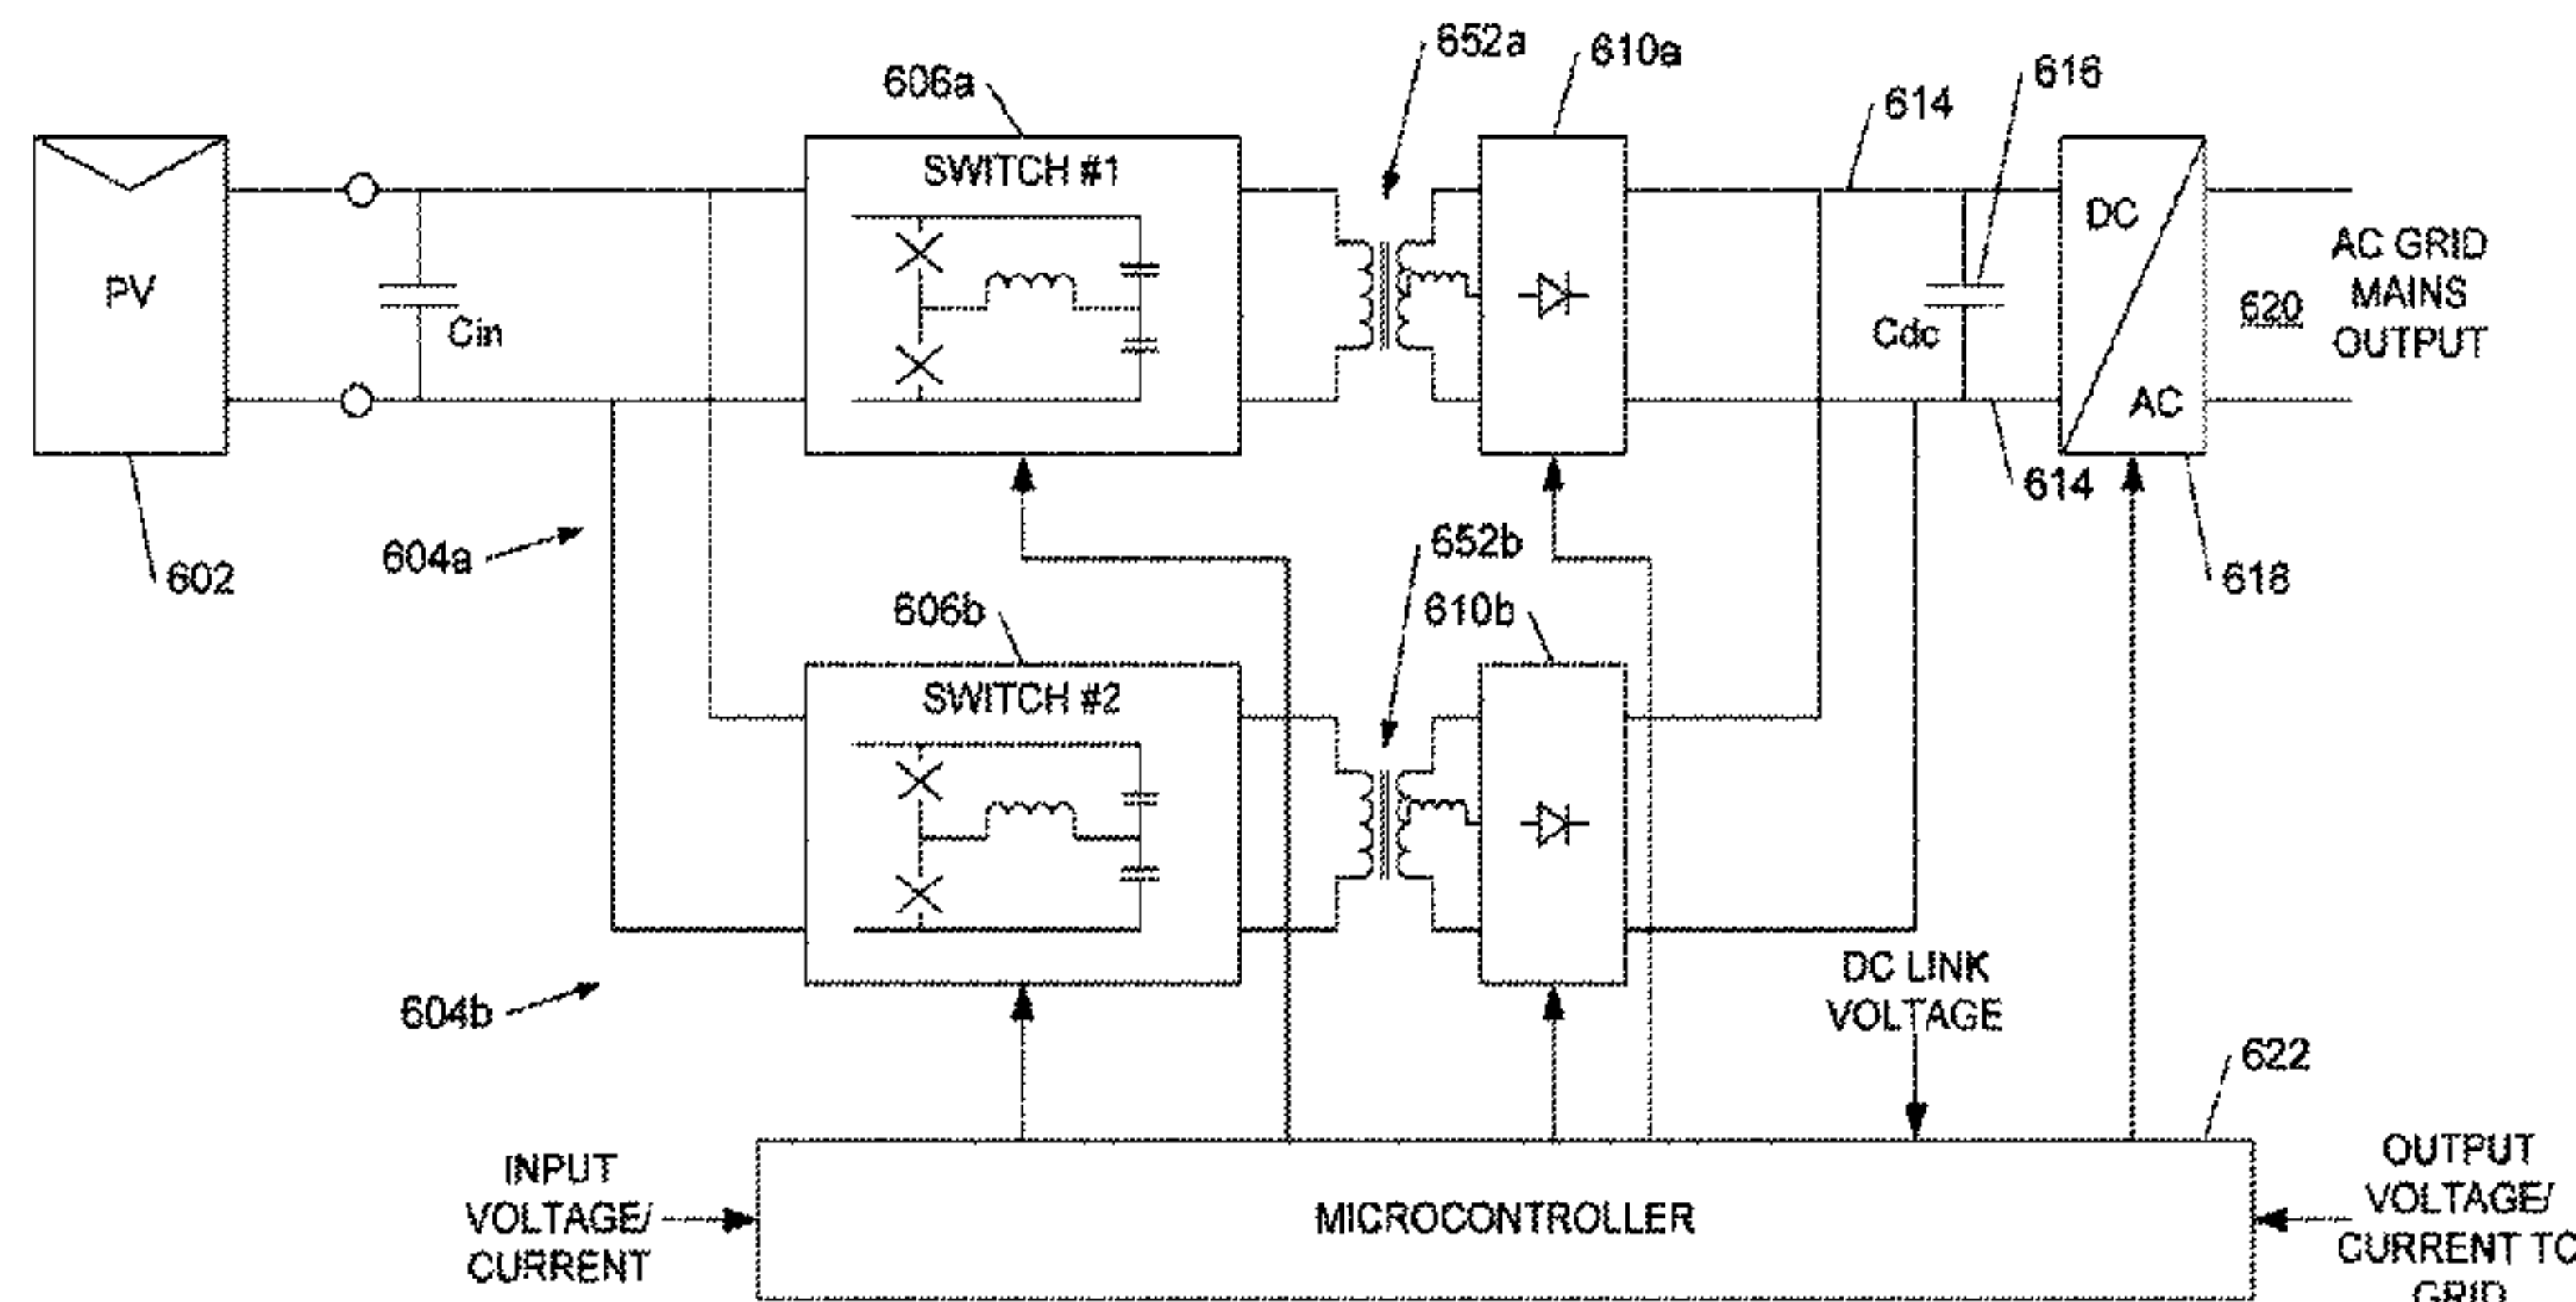 652a
610a
616
606a
614
SWITCH #1
PV
Cin
DC
AC
Cdc
620
AC GRID
MAINS
OUTPUT
614
602
604a
652b
618
606b
610b
SWITCH #2
604b
DC LINK
VOLTAGE
622
INPUT
VOLTAGE/
CURRENT
MICROCONTROLLER
OUTPUT
VOLTAGE/
CURRENT TO
GRID